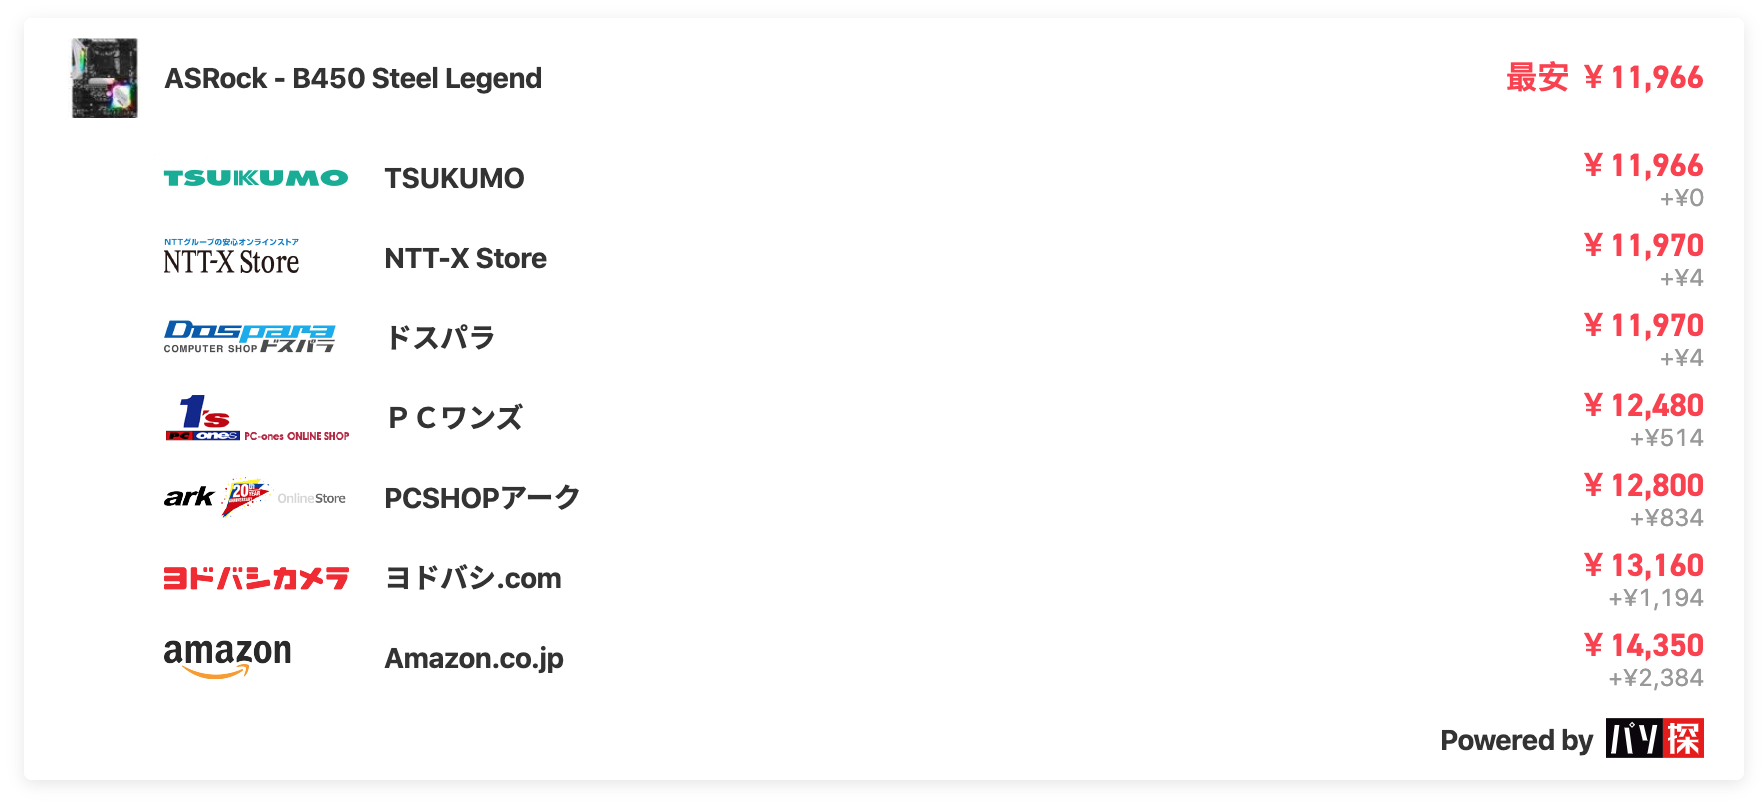 ASRock - B450 Steel Legend
最安 ¥ 11,966
TSUKUMO TSUKUMO
¥ 11,966
+¥0
NTTグループの安心オンラインストア
NTT-X Store NTT-X Store
¥ 11,970
+¥4
Dospara
COMPUTER SHOP ドスパラ
ドスパラ
¥ 11,970
+¥4
1's
PC ones PC-ones ONLINE SHOP
ＰＣワンズ
¥ 12,480
+¥514
ark 20TH YEAR ANNIVERSARY OnlineStore
PCSHOPアーク
¥ 12,800
+¥834
ヨドバシカメラ ヨドバシ.com
¥ 13,160
+¥1,194
amazon Amazon.co.jp
¥ 14,350
+¥2,384
Powered by パソ探